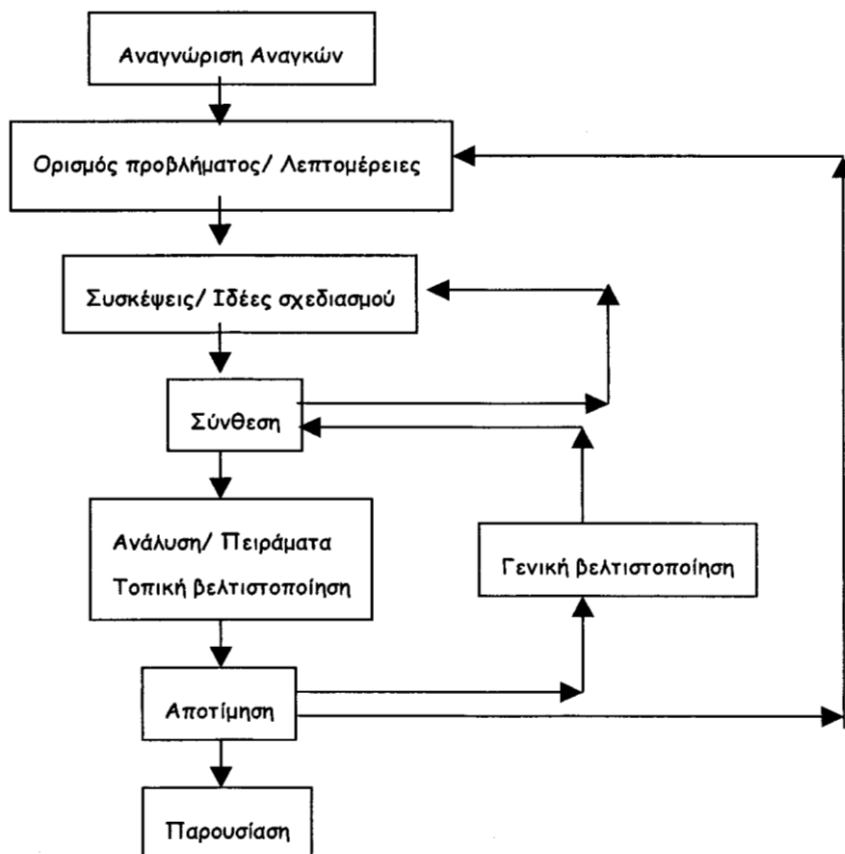 Αναγνώριση Αναγκών
Ορισμός προβλήματος/ Λεπτομέρειες
Συσκέψεις/ Ιδέες σχεδιασμού
Σύνθεση
Ανάλυση/ Πειράματα
Τοπική βελτιστοποίηση
Γενική βελτιστοποίηση
Αποτίμηση
Παρουσίαση